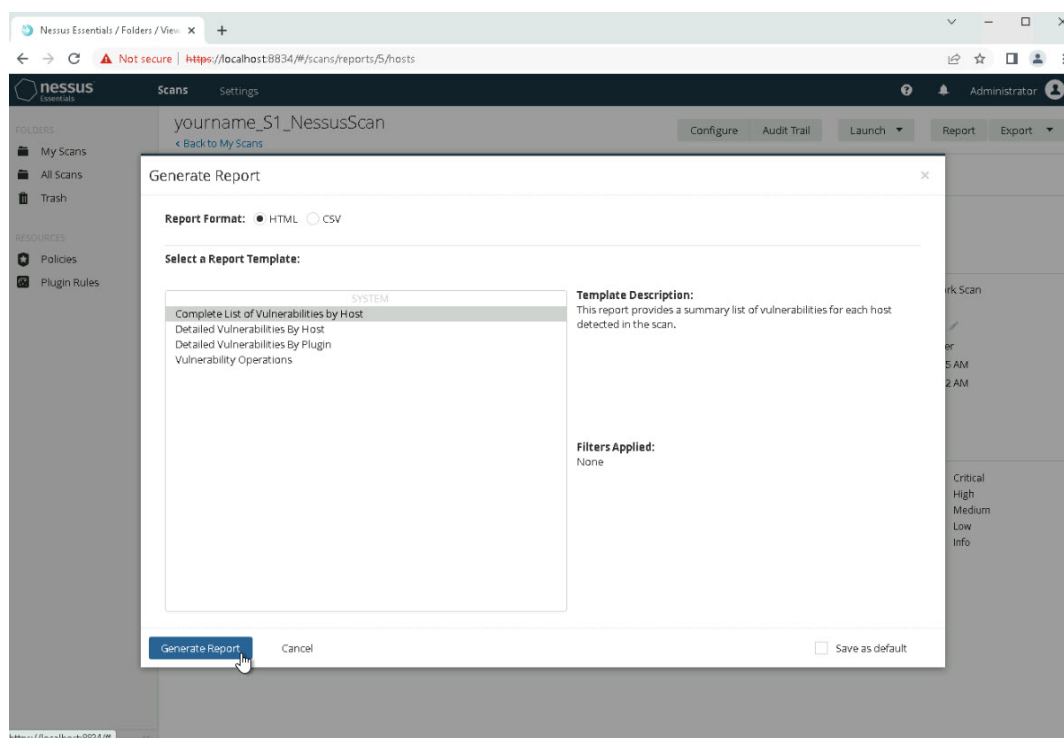 Nessus Essentials / Folders / View
Not secure https://localhost:8834/#/scans/reports/5/hosts
nessus
Essentials
Scans
Settings
Administrator
FOLDERS
My Scans
All Scans
Trash
RESOURCES
Policies
Plugin Rules
yourname_S1_NessusScan
< Back to My Scans
Configure
Audit Trail
Launch
Report
Export
Generate Report
Report Format: HTML CSV
Select a Report Template:
SYSTEM
Complete List of Vulnerabilities by Host
Detailed Vulnerabilities By Host
Detailed Vulnerabilities By Plugin
Vulnerability Operations
Template Description:
This report provides a summary list of vulnerabilities for each host
detected in the scan.
Filters Applied:
None
Generate Report
Cancel
Save as default
rk Scan
er
5 AM
2 AM
Critical
High
Medium
Low
Info